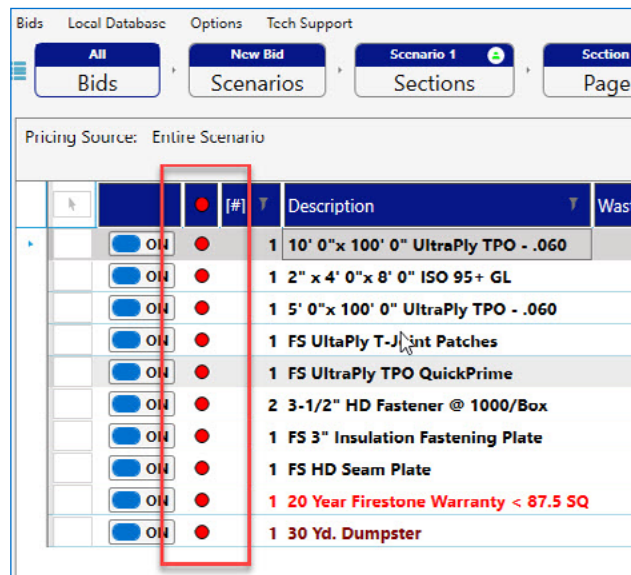 Bids Local Database Options Tech Support
All New Bid Scenario 1 Section
Bids Scenarios Sections Page
Pricing Source: Entire Scenario
[#] Description Was
ON 1 10' 0"x 100' 0" UltraPly TPO - .060
ON 1 2" x 4' 0"x 8' 0" ISO 95+ GL
ON 1 5' 0"x 100' 0" UltraPly TPO - .060
ON 1 FS UltaPly T-Joint Patches
ON 1 FS UltraPly TPO QuickPrime
ON 2 3-1/2" HD Fastener @ 1000/Box
ON 1 FS 3" Insulation Fastening Plate
ON 1 FS HD Seam Plate
ON 1 20 Year Firestone Warranty < 87.5 SQ
ON 1 30 Yd. Dumpster